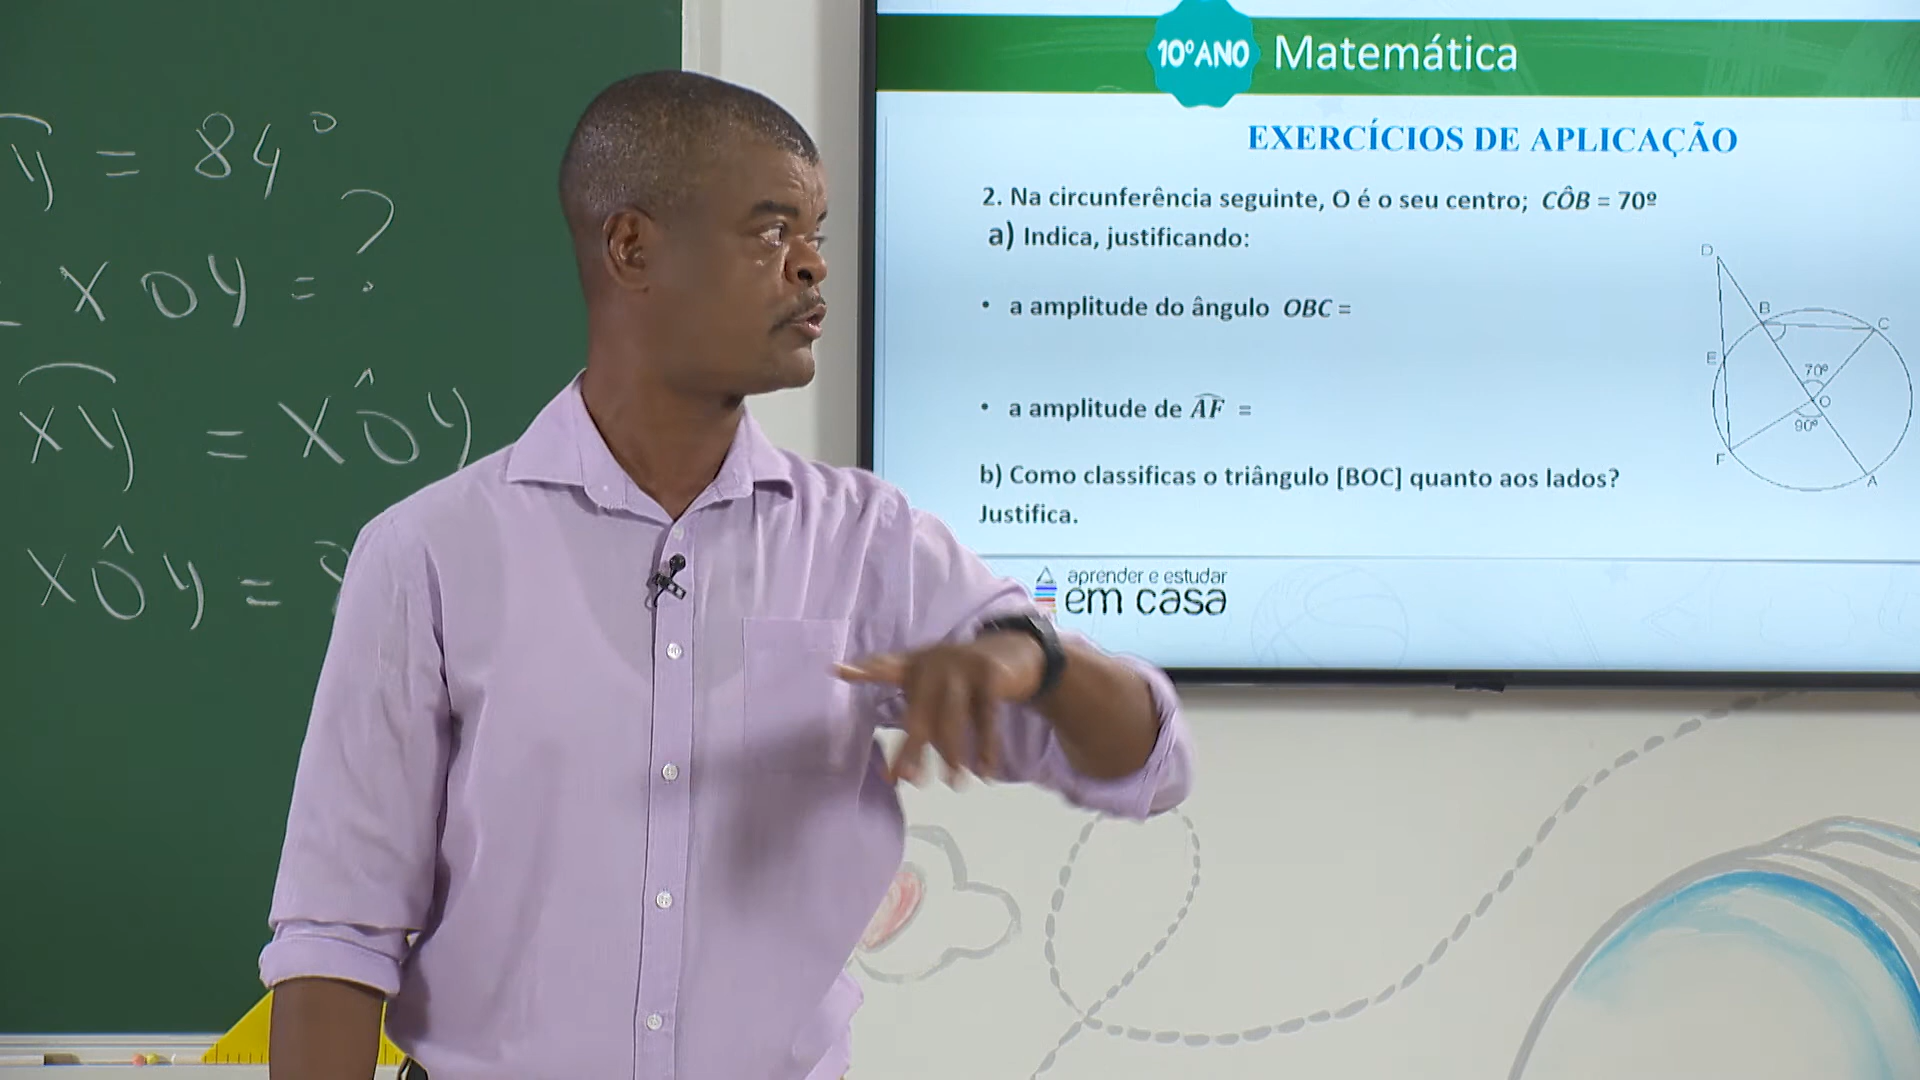 y = 84°
?
XOY = ?
XY = XÔY
XÔY =
10ºANO Matemática
EXERCÍCIOS DE APLICAÇÃO
2. Na circunferência seguinte, O é o seu centro; CÔB = 70º
a) Indica, justificando:
• a amplitude do ângulo OBC =
• a amplitude de AF =
b) Como classificas o triângulo [BOC] quanto aos lados?
Justifica.
D
B
C
E
70º
O
90º
F
A
aprender e estudar
em casa